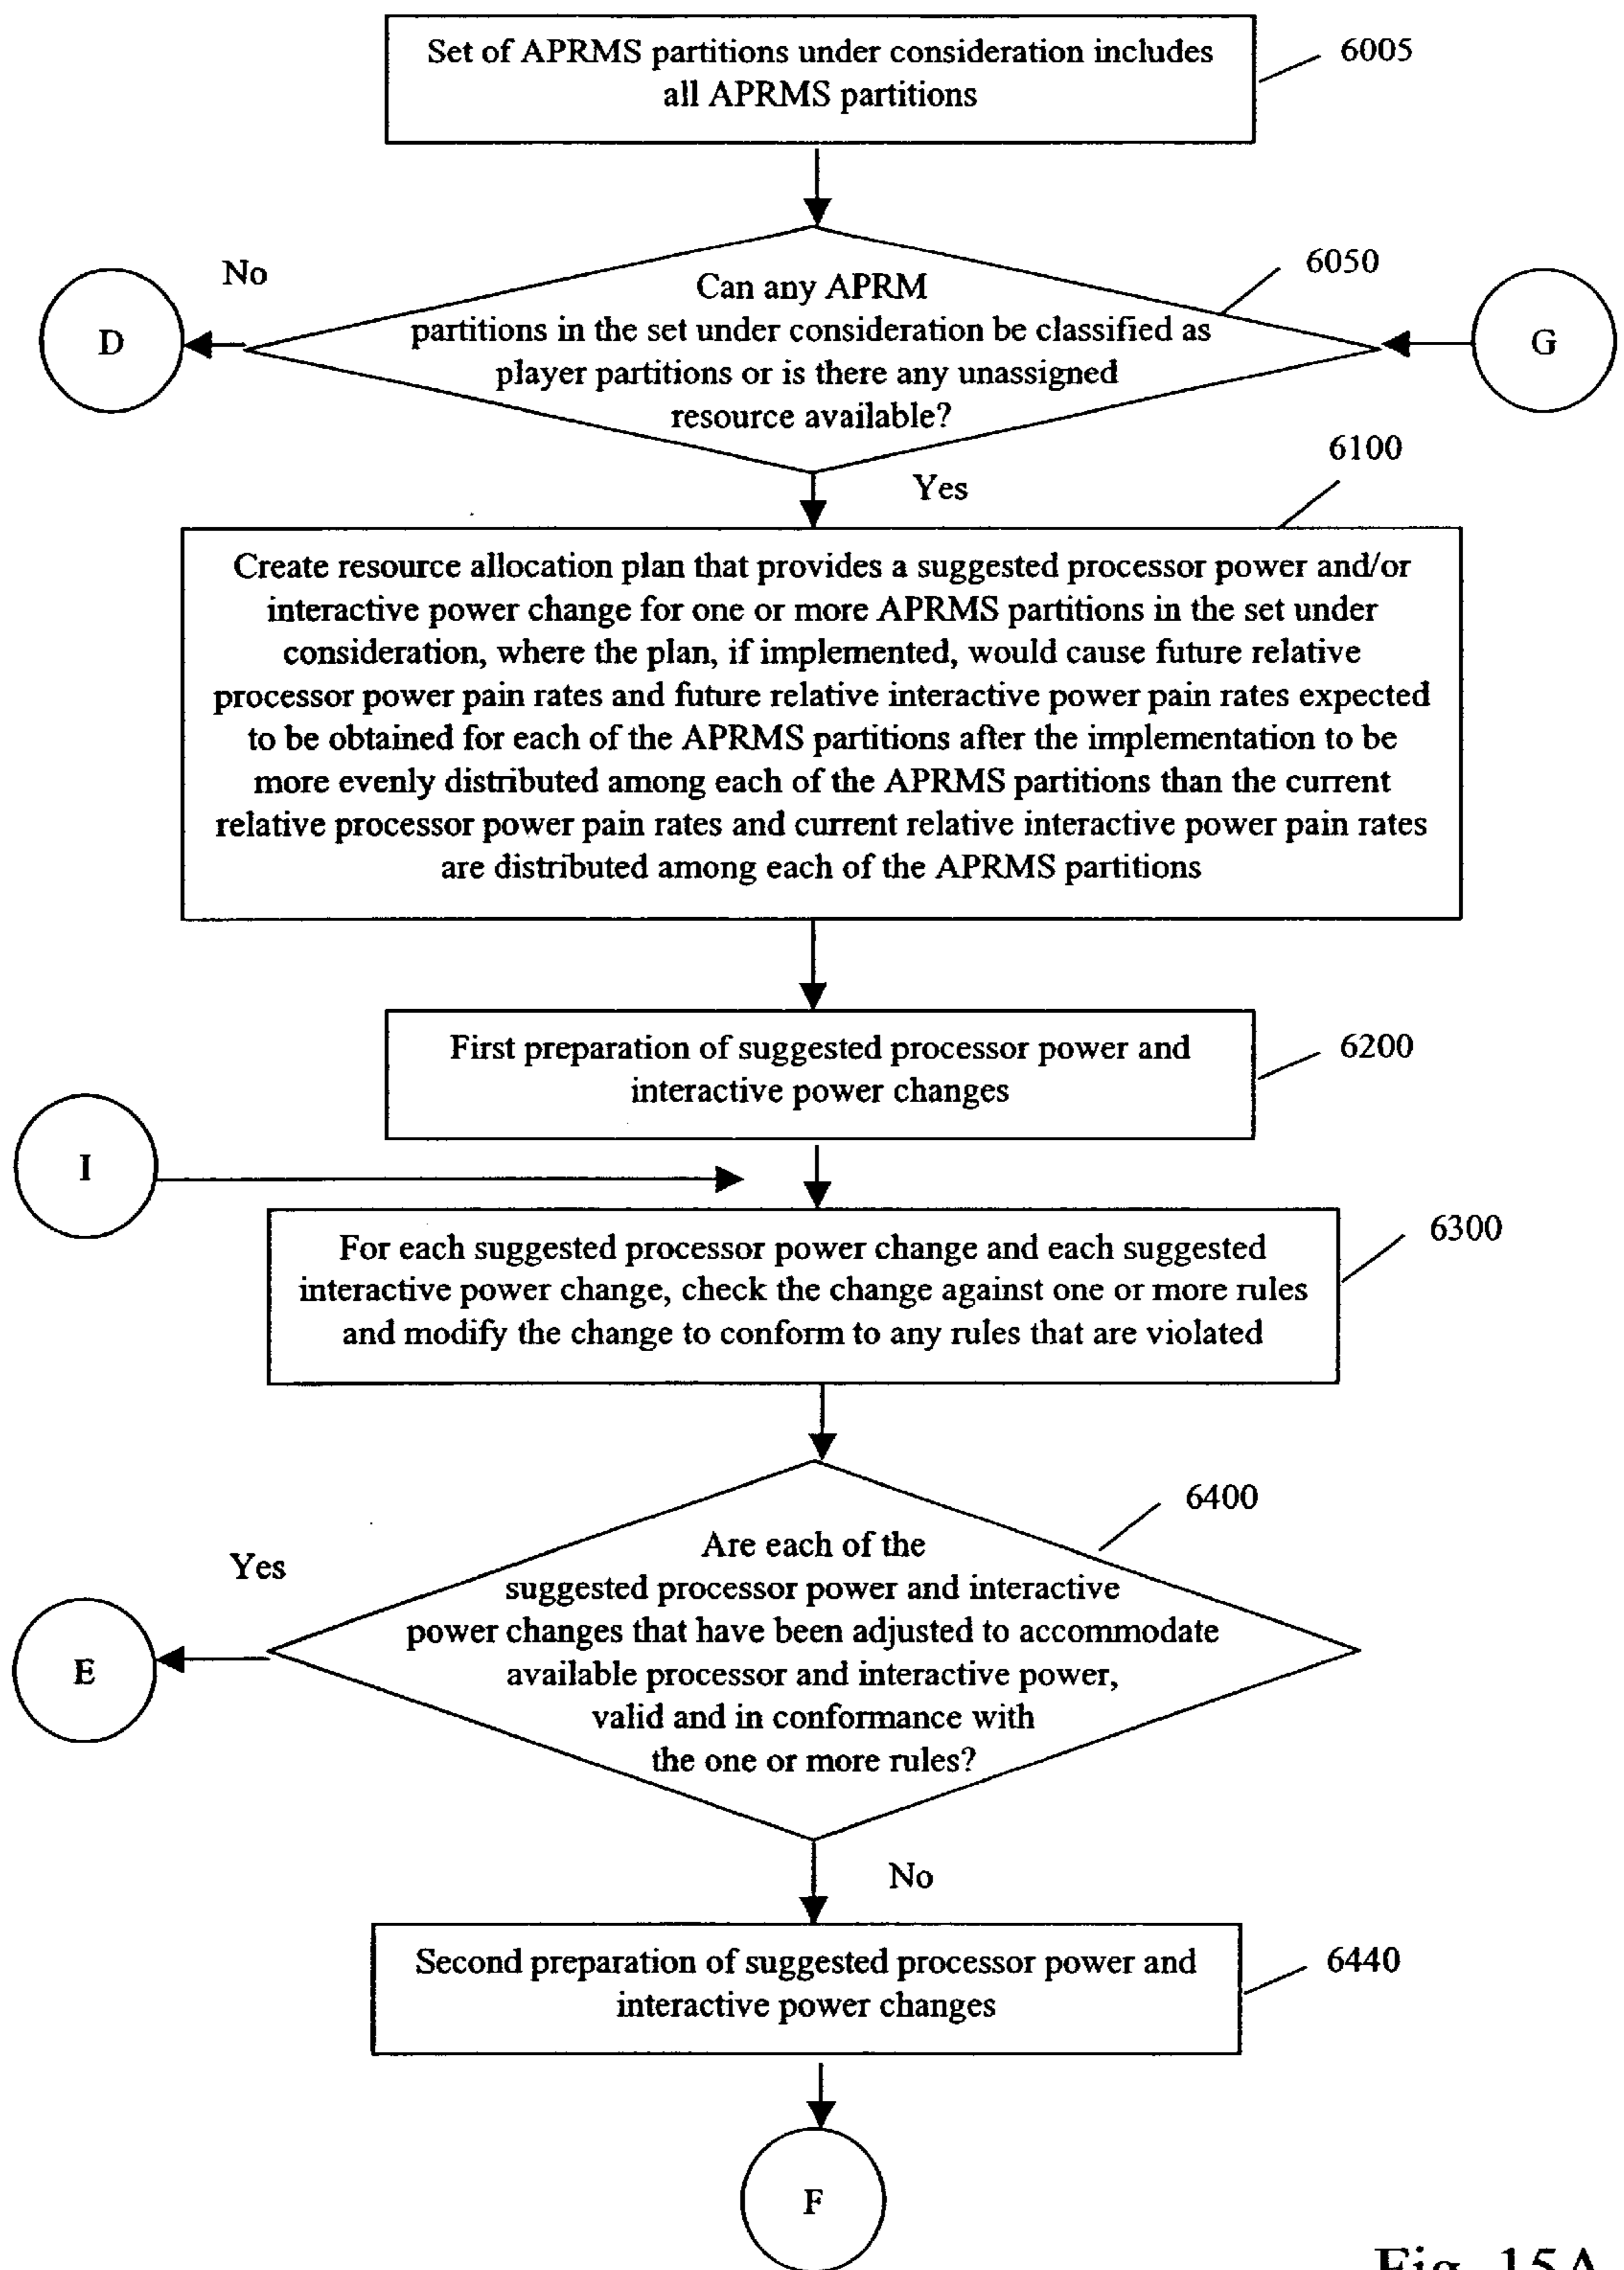 Set of APRMS partitions under consideration includes
all APRMS partitions
6005
No
D
Can any APRM
partitions in the set under consideration be classified as
player partitions or is there any unassigned
resource available?
6050
G
Yes
6100
Create resource allocation plan that provides a suggested processor power and/or
interactive power change for one or more APRMS partitions in the set under
consideration, where the plan, if implemented, would cause future relative
processor power pain rates and future relative interactive power pain rates expected
to be obtained for each of the APRMS partitions after the implementation to be
more evenly distributed among each of the APRMS partitions than the current
relative processor power pain rates and current relative interactive power pain rates
are distributed among each of the APRMS partitions
First preparation of suggested processor power and
interactive power changes
6200
I
For each suggested processor power change and each suggested
interactive power change, check the change against one or more rules
and modify the change to conform to any rules that are violated
6300
6400
Yes
E
Are each of the
suggested processor power and interactive
power changes that have been adjusted to accommodate
available processor and interactive power,
valid and in conformance with
the one or more rules?
No
Second preparation of suggested processor power and
interactive power changes
6440
F
Fig. 15A